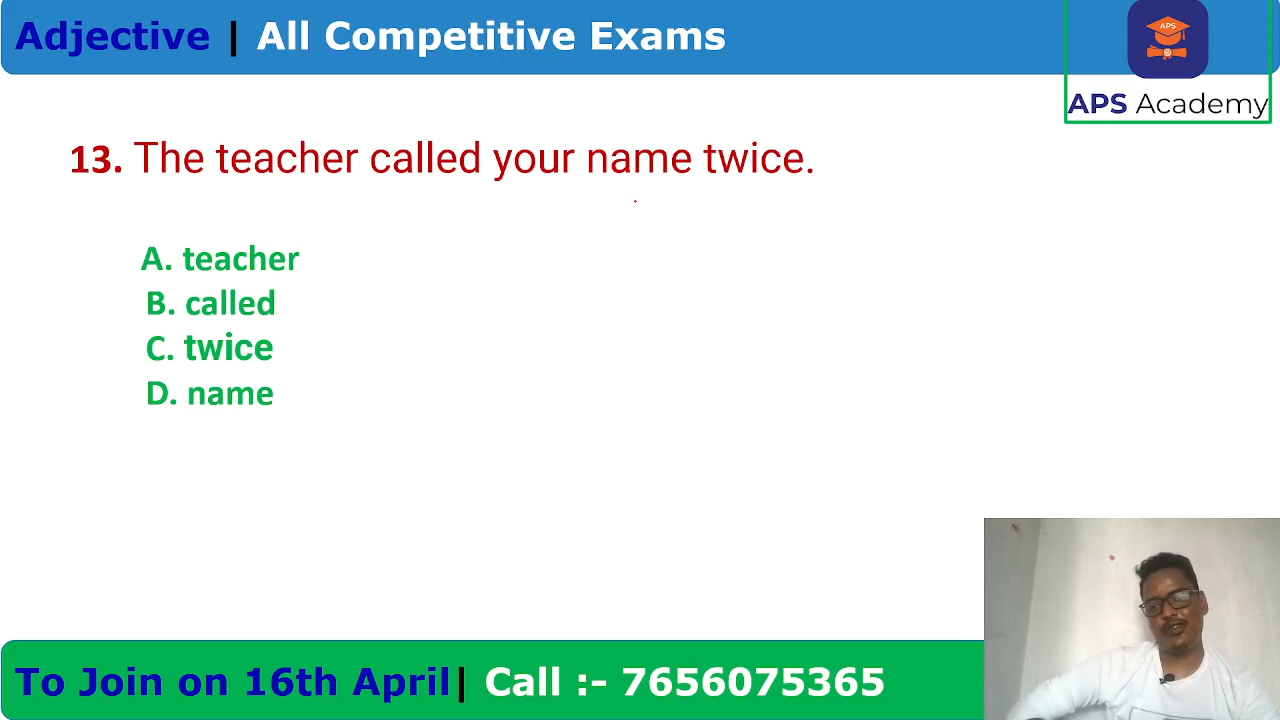 Adjective | All Competitive Exams
APS
APS Academy
13. The teacher called your name twice.
A. teacher
B. called
C. twice
D. name
To Join on 16th April| Call :- 7656075365